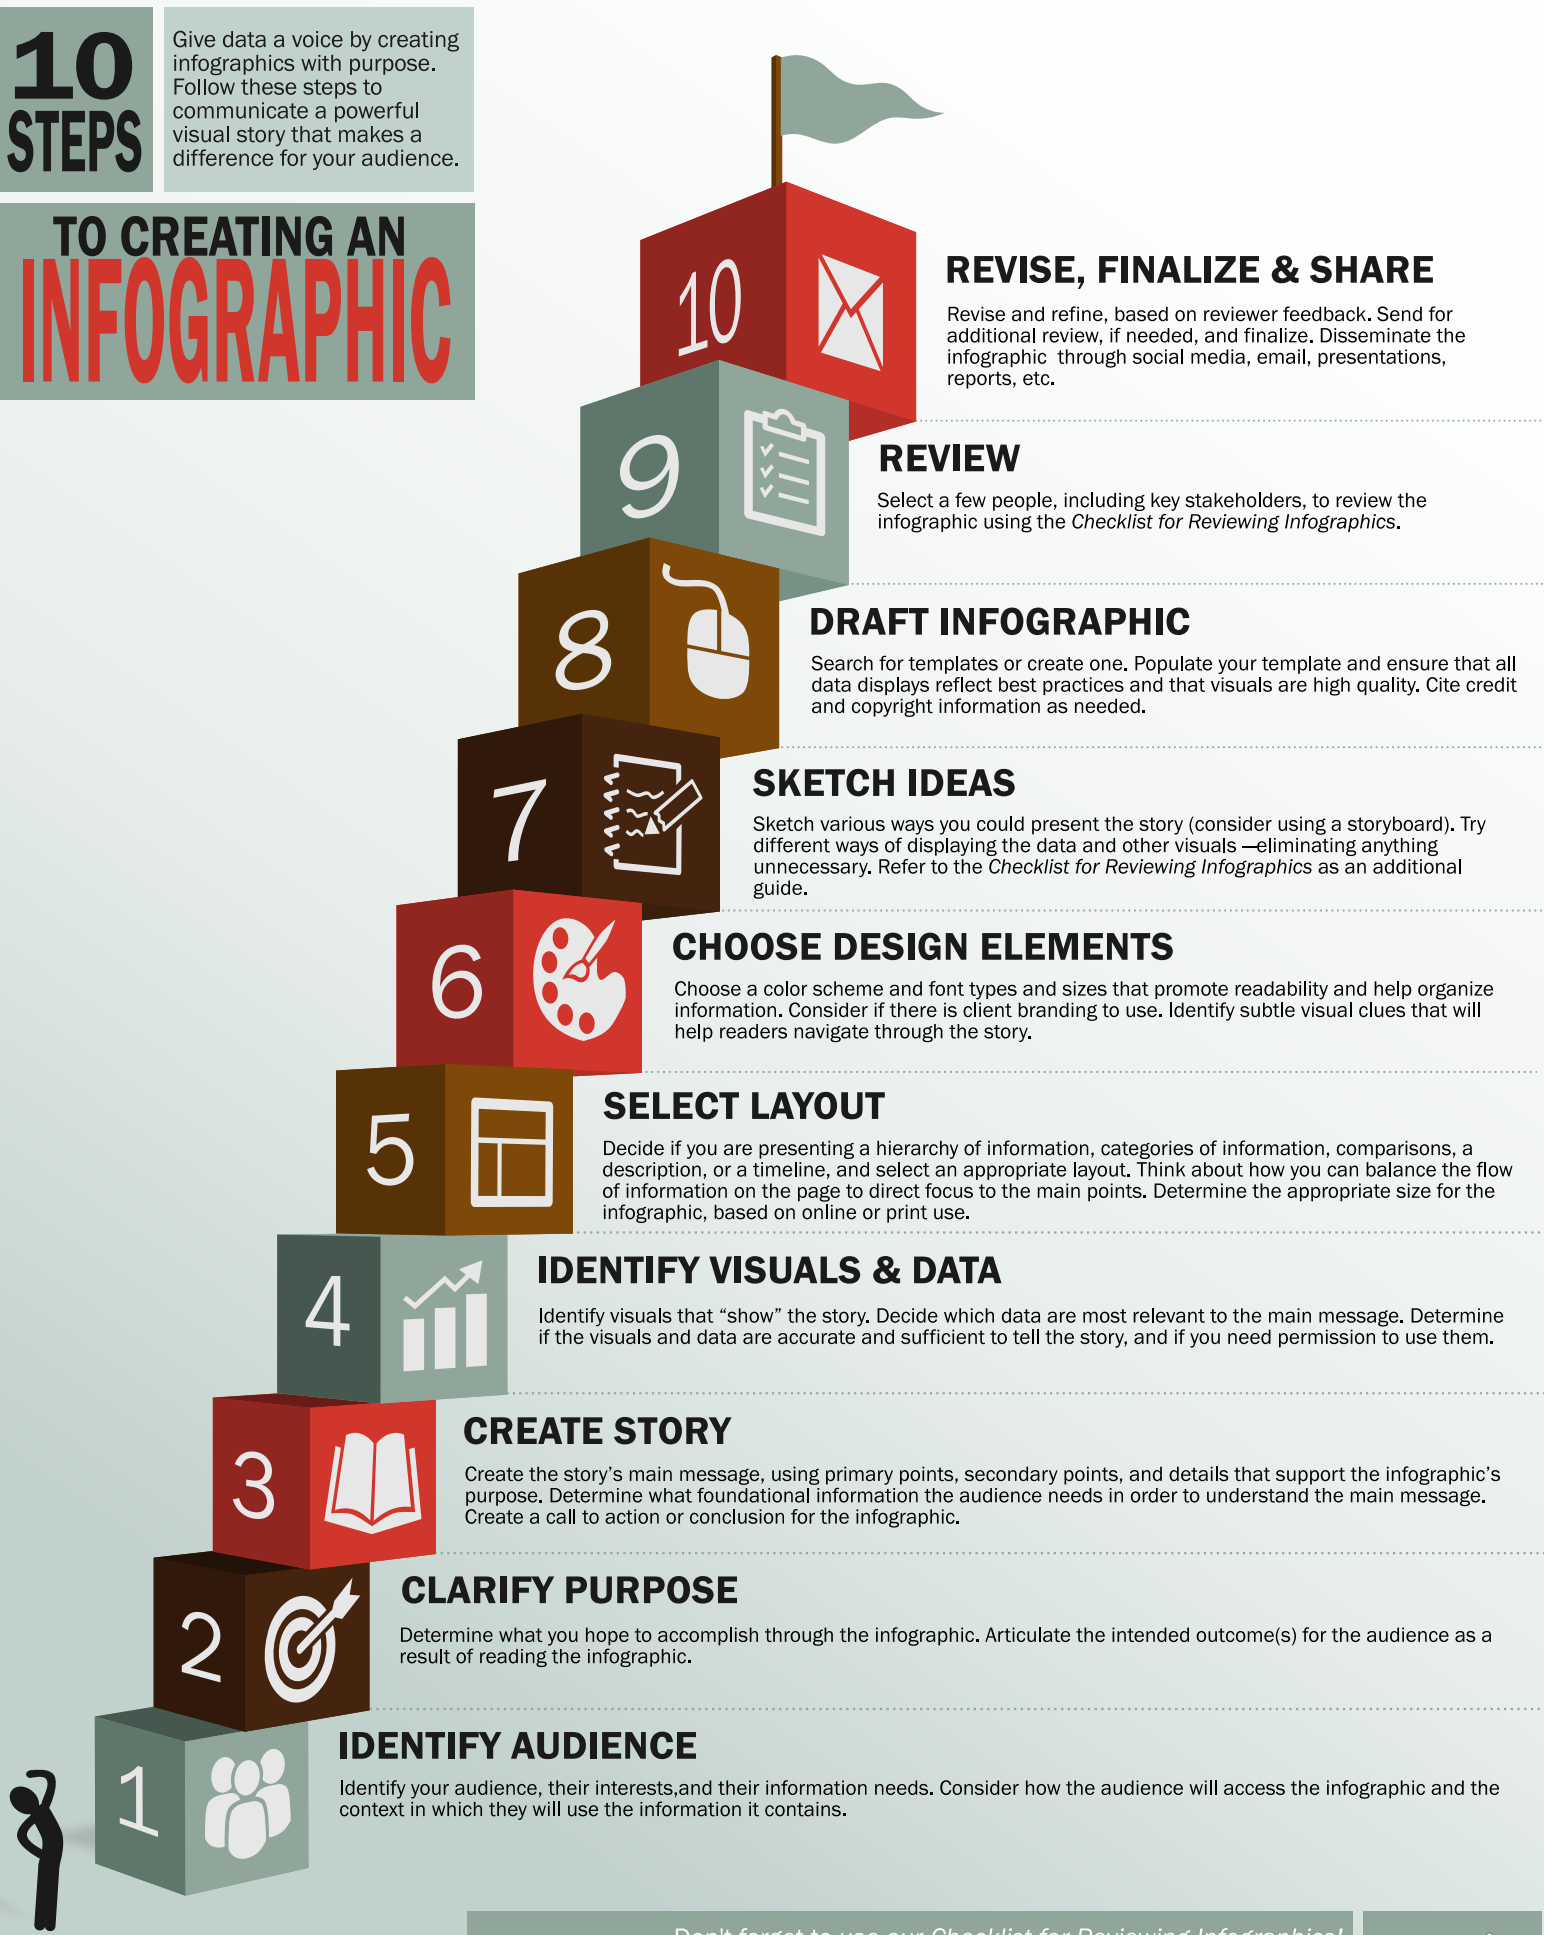 10
STEPS
Give data a voice by creating
infographics with purpose.
Follow these steps to
communicate a powerful
visual story that makes a
difference for your audience.
TO CREATING AN
INFOGRAPHIC
10
REVISE, FINALIZE & SHARE
Revise and refine, based on reviewer feedback. Send for
additional review, if needed, and finalize. Disseminate the
infographic through social media, email, presentations,
reports, etc.
9
REVIEW
Select a few people, including key stakeholders, to review the
infographic using the Checklist for Reviewing Infographics.
8
DRAFT INFOGRAPHIC
Search for templates or create one. Populate your template and ensure that all
data displays reflect best practices and that visuals are high quality. Cite credit
and copyright information as needed.
7
SKETCH IDEAS
Sketch various ways you could present the story (consider using a storyboard). Try
different ways of displaying the data and other visuals —eliminating anything
unnecessary. Refer to the Checklist for Reviewing Infographics as an additional
guide.
6
CHOOSE DESIGN ELEMENTS
Choose a color scheme and font types and sizes that promote readability and help organize
information. Consider if there is client branding to use. Identify subtle visual clues that will
help readers navigate through the story.
5
SELECT LAYOUT
Decide if you are presenting a hierarchy of information, categories of information, comparisons, a
description, or a timeline, and select an appropriate layout. Think about how you can balance the flow
of information on the page to direct focus to the main points. Determine the appropriate size for the
infographic, based on online or print use.
4
IDENTIFY VISUALS & DATA
Identify visuals that “show” the story. Decide which data are most relevant to the main message. Determine
if the visuals and data are accurate and sufficient to tell the story, and if you need permission to use them.
3
CREATE STORY
Create the story’s main message, using primary points, secondary points, and details that support the infographic’s
purpose. Determine what foundational information the audience needs in order to understand the main message.
Create a call to action or conclusion for the infographic.
2
CLARIFY PURPOSE
Determine what you hope to accomplish through the infographic. Articulate the intended outcome(s) for the audience as a
result of reading the infographic.
1
IDENTIFY AUDIENCE
Identify your audience, their interests,and their information needs. Consider how the audience will access the infographic and the
context in which they will use the information it contains.
Don't forget to use our Checklist for Reviewing Infographics!